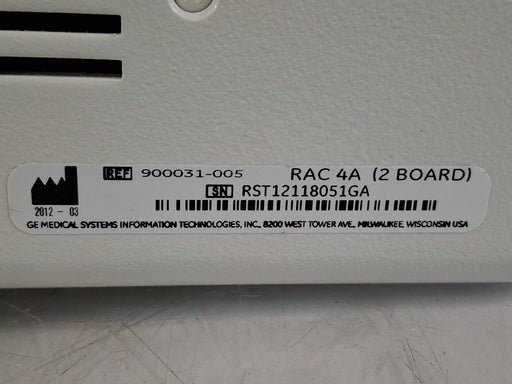 REF 900031-005 RAC 4A (2 BOARD)
SN RST12118051GA
2012 - 03
GE MEDICAL SYSTEMS INFORMATION TECHNOLOGIES, INC., 8200 WEST TOWER AVE., MILWAUKEE, WISCONSIN USA